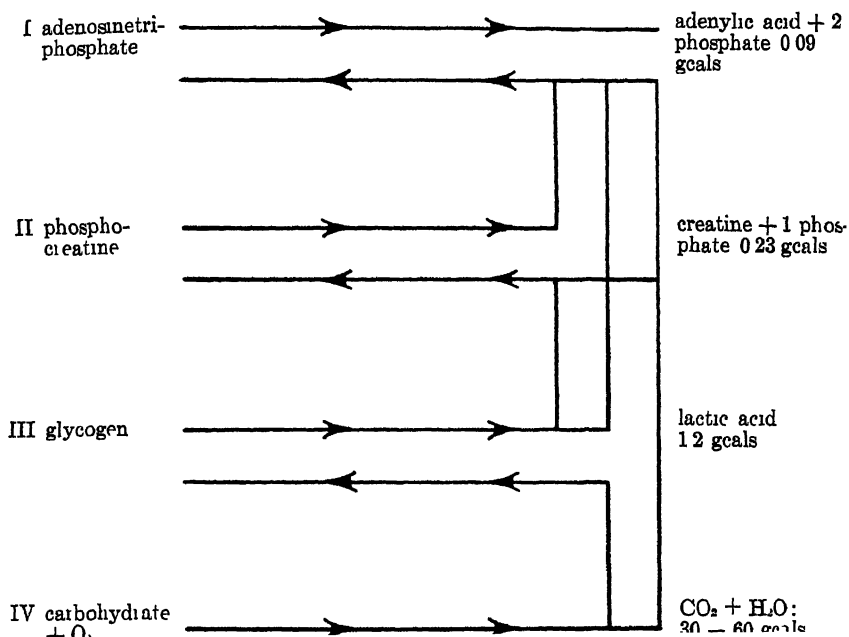 I adenosinetri-
phosphate
adenylic acid + 2
phosphate 0 09
gcals
II phospho-
creatine
creatine + 1 phos-
phate 0 23 gcals
III glycogen
lactic acid
1 2 gcals
IV carbohydrate
+ O₂
CO₂ + H₂O:
30 — 60 gcals